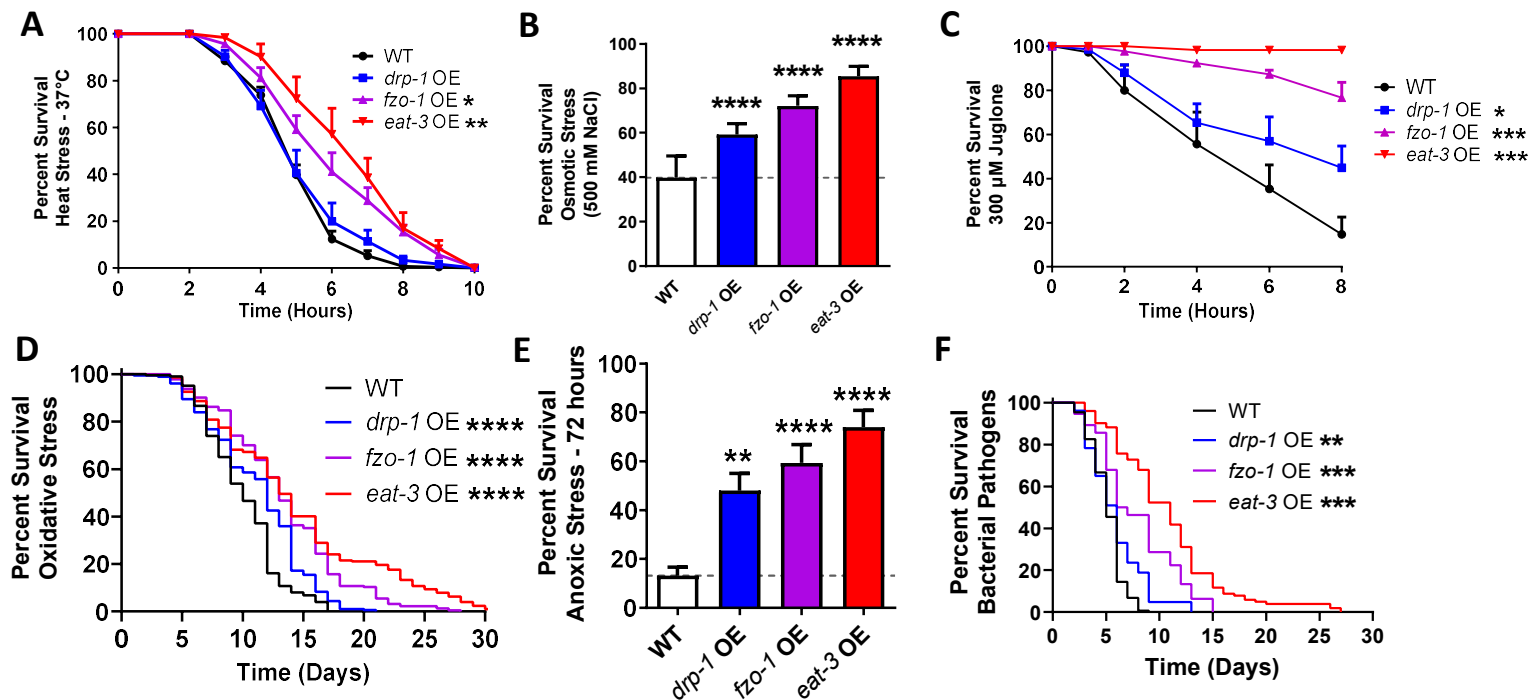 A
Percent Survival
Heat Stress - 37°C
100
80
60
40
20
0
0 2 4 6 8 10
Time (Hours)
WT
drp-1 OE
fzo-1 OE *
eat-3 OE **
B
Percent Survival
Osmotic Stress
(500 mM NaCl)
100
80
60
40
20
0
****
****
****
WT
drp-1 OE
fzo-1 OE
eat-3 OE
C
Percent Survival
300 µM Juglone
100
80
60
40
20
0
0 2 4 6 8
Time (Hours)
WT
drp-1 OE *
fzo-1 OE ***
eat-3 OE ***
D
Percent Survival
Oxidative Stress
100
80
60
40
20
0
0 5 10 15 20 25 30
Time (Days)
WT
drp-1 OE ****
fzo-1 OE ****
eat-3 OE ****
E
Percent Survival
Anoxic Stress - 72 hours
100
80
60
40
20
0
**
****
****
WT
drp-1 OE
fzo-1 OE
eat-3 OE
F
Percent Survival
Bacterial Pathogens
100
80
60
40
20
0
0 5 10 15 20 25 30
Time (Days)
WT
drp-1 OE **
fzo-1 OE ***
eat-3 OE ***